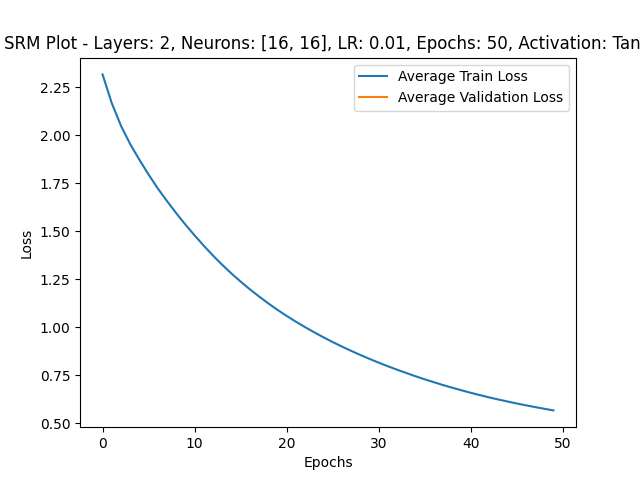 SRM Plot - Layers: 2, Neurons: [16, 16], LR: 0.01, Epochs: 50, Activation: Tan
Average Train Loss
Average Validation Loss
2.25
2.00
1.75
1.50
1.25
1.00
0.75
0.50
Loss
0 10 20 30 40 50
Epochs